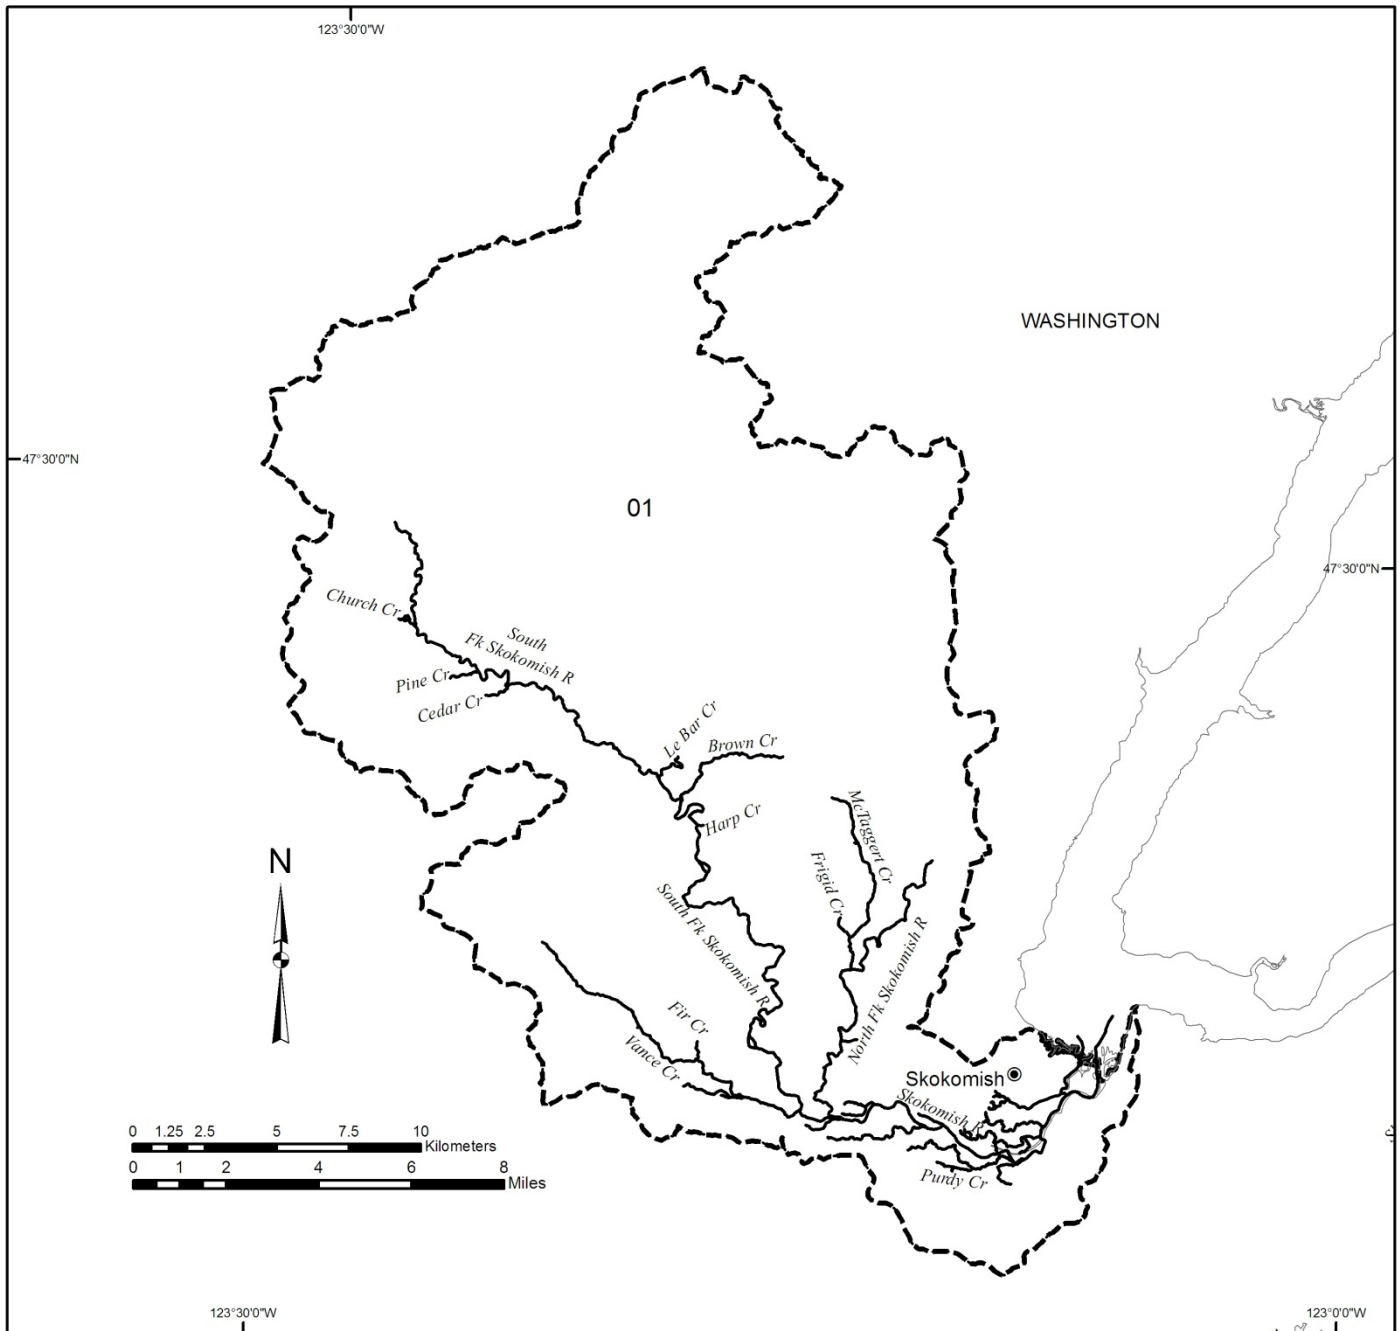 123°30'0"W
WASHINGTON
47°30'0"N
01
47°30'0"N
Church Cr
South
Fk Skokomish R
Pine Cr
Cedar Cr
Le Bar Cr
Brown Cr
Harp Cr
McTaggert Cr
Frigid Cr
N
South Fk Skokomish R
North Fk Skokomish R
Fir Cr
Vance Cr
Skokomish
Skokomish R
0 1.25 2.5 5 7.5 10
Kilometers
0 1 2 4 6 8
Miles
Purdy Cr
123°30'0"W
123°0'0"W